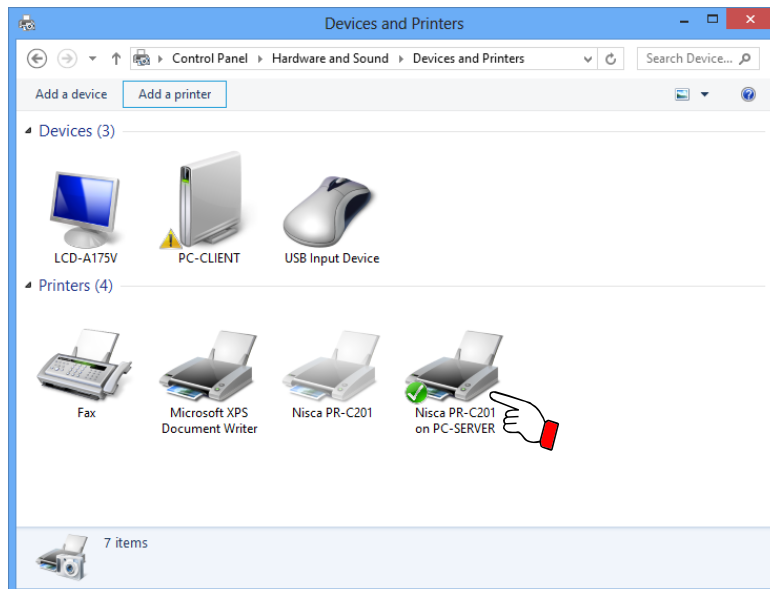 Devices and Printers
Control Panel Hardware and Sound Devices and Printers
Search Device...
Add a device Add a printer
Devices (3)
LCD-A175V PC-CLIENT USB Input Device
Printers (4)
Fax Microsoft XPS Nisca PR-C201 Nisca PR-C201
Document Writer on PC-SERVER
7 items